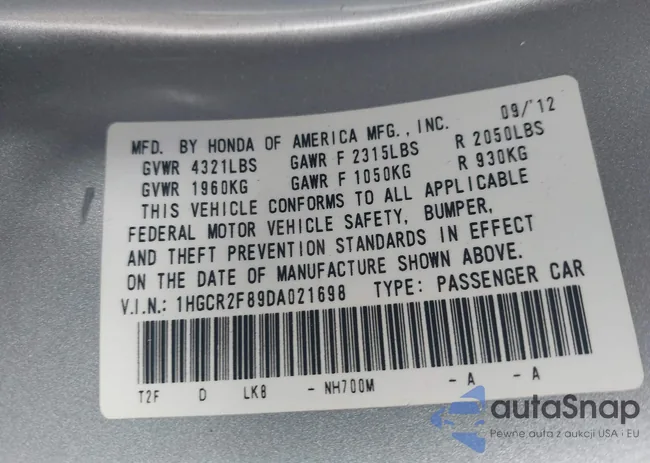 MFD. BY HONDA OF AMERICA MFG., INC. 09/'12
GVWR 4321LBS GAWR F 2315LBS R 2050LBS
GVWR 1960KG GAWR F 1050KG R 930KG
THIS VEHICLE CONFORMS TO ALL APPLICABLE
FEDERAL MOTOR VEHICLE SAFETY, BUMPER,
AND THEFT PREVENTION STANDARDS IN EFFECT
ON THE DATE OF MANUFACTURE SHOWN ABOVE.
V.I.N.: 1HGCR2F89DA021698 TYPE: PASSENGER CAR
T2F D LKB - NH700M - A - A
autaSnap
Pewne auta z aukcji USA · EU